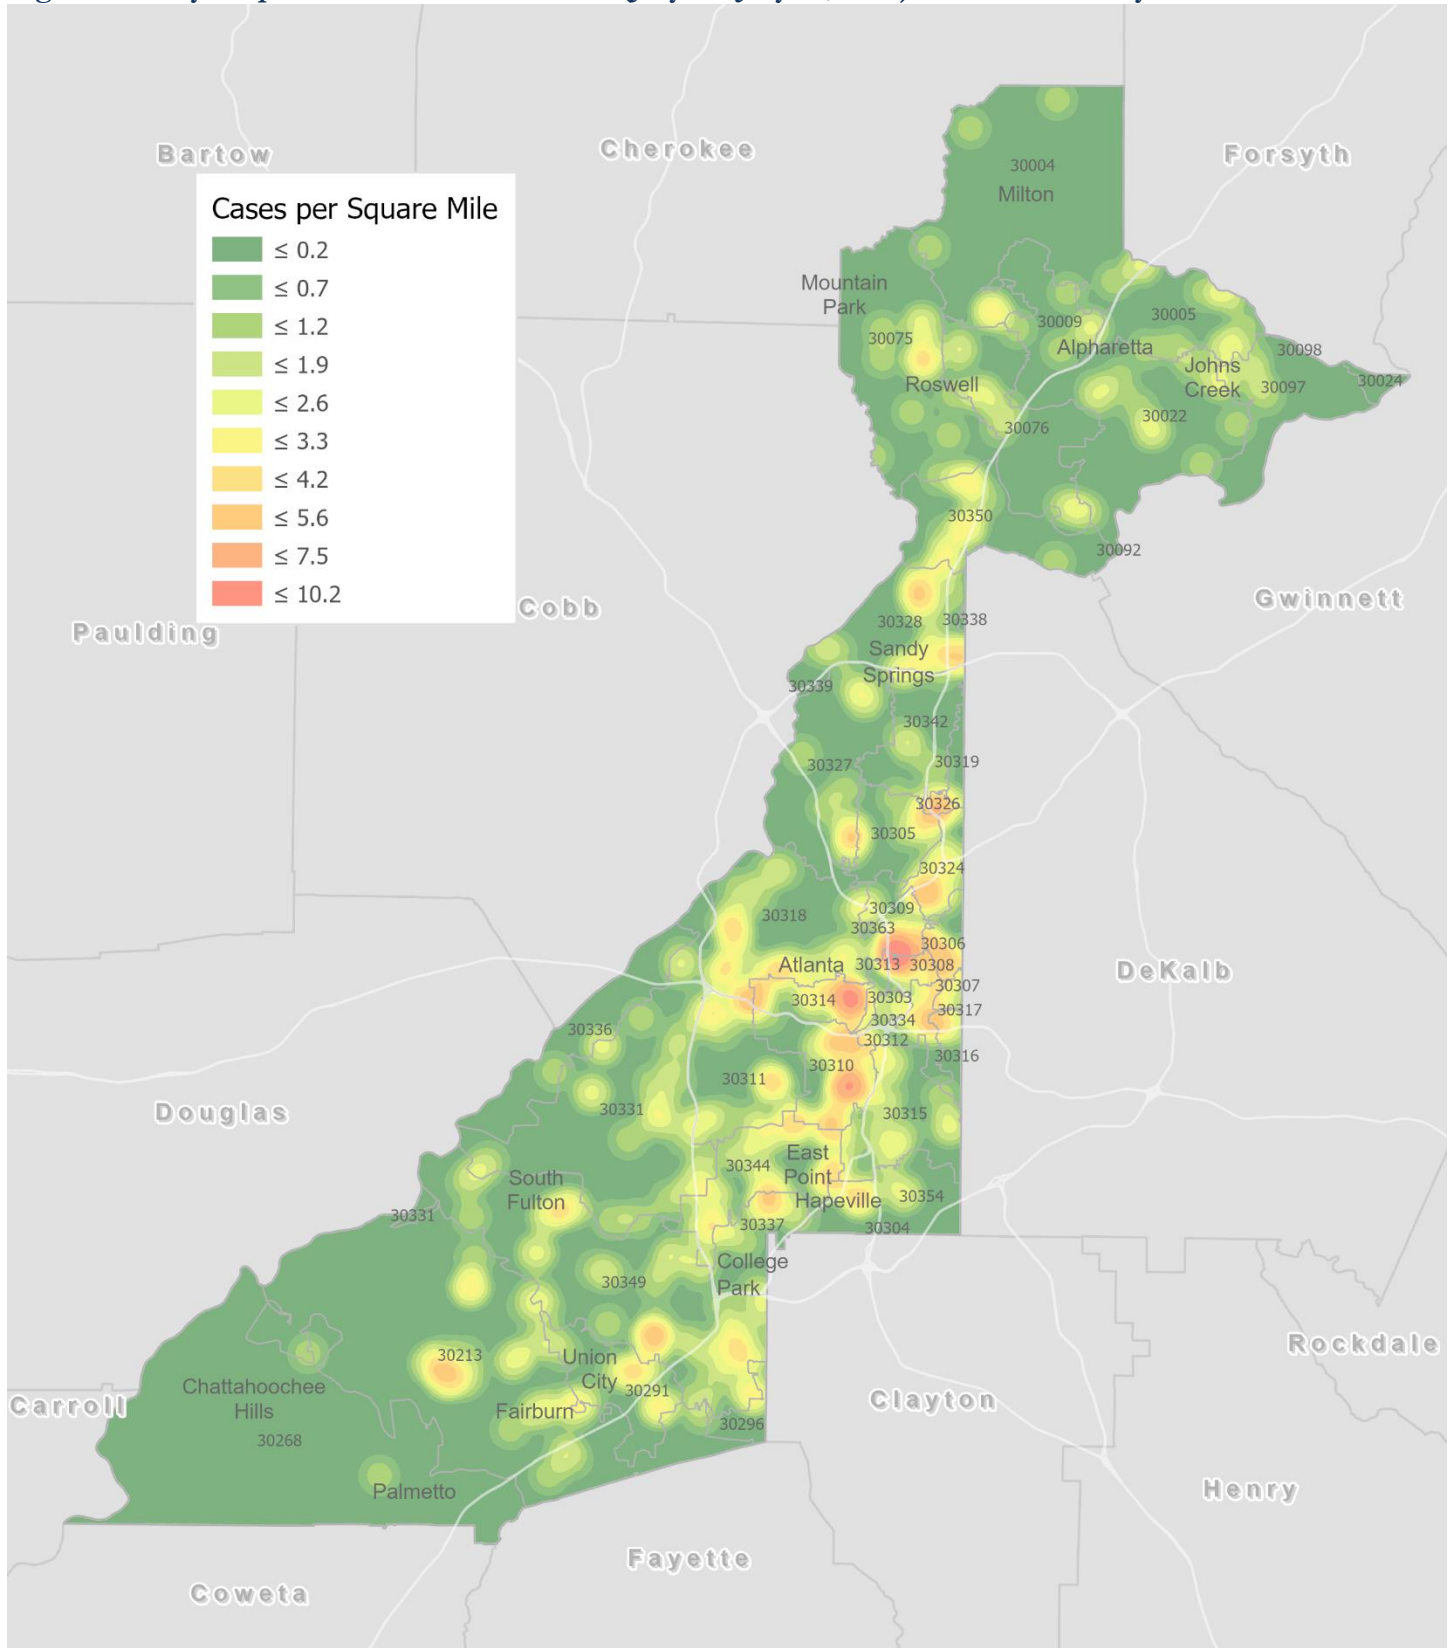 Bartow
Cherokee
Forsyth
30004
Milton
Cases per Square Mile
≤ 0.2
≤ 0.7
≤ 1.2
≤ 1.9
≤ 2.6
≤ 3.3
≤ 4.2
≤ 5.6
≤ 7.5
≤ 10.2
Mountain
Park
30075
Roswell
30009
Alpharetta
30005
Johns
Creek
30098
30097
30024
30022
30076
30350
30092
Paulding
Cobb
Gwinnett
30328
30338
Sandy
Springs
30339
30342
30327
30319
30326
30305
30324
30318
30309
30363
30306
Atlanta
30313
30308
DeKalb
30307
30314
30303
30317
30334
30336
30312
30316
30310
30311
Douglas
30331
30315
East
Point
30344
South
Fulton
Hapeville
30354
30331
30337
30304
College
Park
30349
Rockdale
30213
Union
City
30291
Chattahoochee
Hills
Carroll
Fairburn
Clayton
30296
30268
Palmetto
Henry
Fayette
Coweta